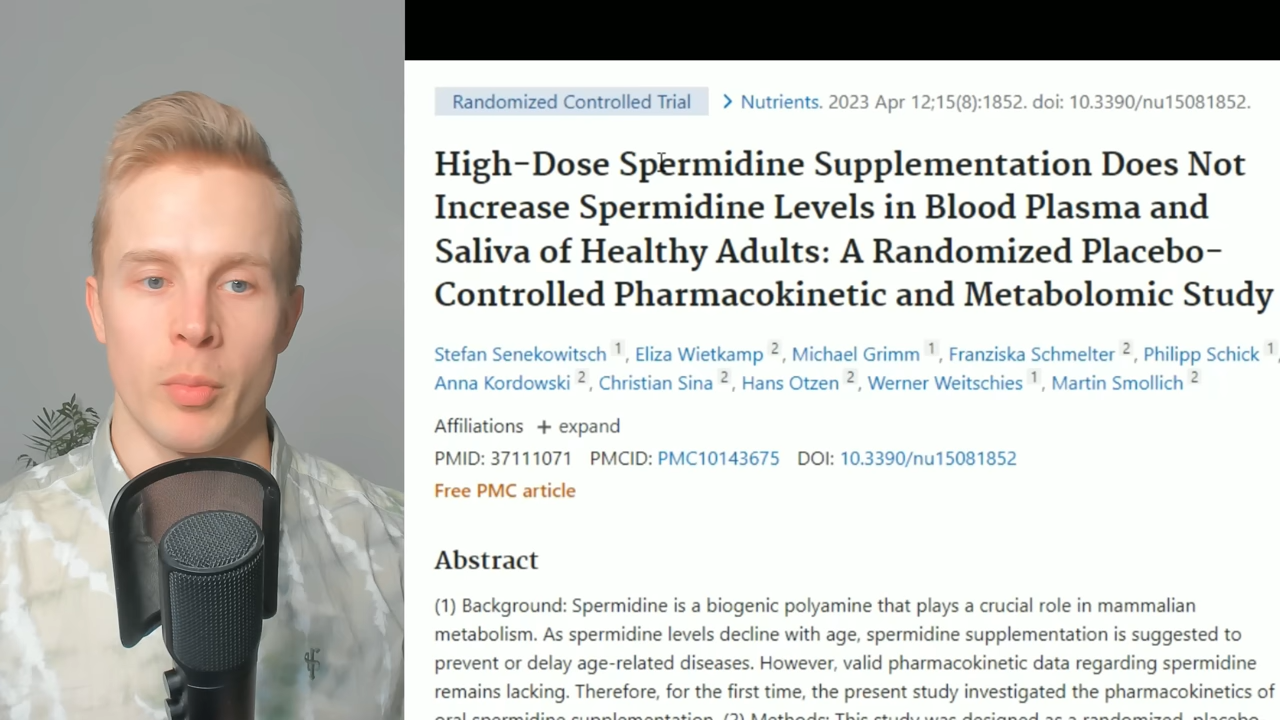 Randomized Controlled Trial > Nutrients. 2023 Apr 12;15(8):1852. doi: 10.3390/nu15081852.
High-Dose Spermidine Supplementation Does Not
Increase Spermidine Levels in Blood Plasma and
Saliva of Healthy Adults: A Randomized Placebo-
Controlled Pharmacokinetic and Metabolomic Study
Stefan Senekowitsch 1, Eliza Wietkamp 2, Michael Grimm 1, Franziska Schmelter 2, Philipp Schick 1,
Anna Kordowski 2, Christian Sina 2, Hans Otzen 2, Werner Weitschies 1, Martin Smollich 2
Affiliations + expand
PMID: 37111071 PMCID: PMC10143675 DOI: 10.3390/nu15081852
Free PMC article
Abstract
(1) Background: Spermidine is a biogenic polyamine that plays a crucial role in mammalian
metabolism. As spermidine levels decline with age, spermidine supplementation is suggested to
prevent or delay age-related diseases. However, valid pharmacokinetic data regarding spermidine
remains lacking. Therefore, for the first time, the present study investigated the pharmacokinetics of
oral spermidine supplementation. (2) Methods: This study was designed as a randomized, placebo-